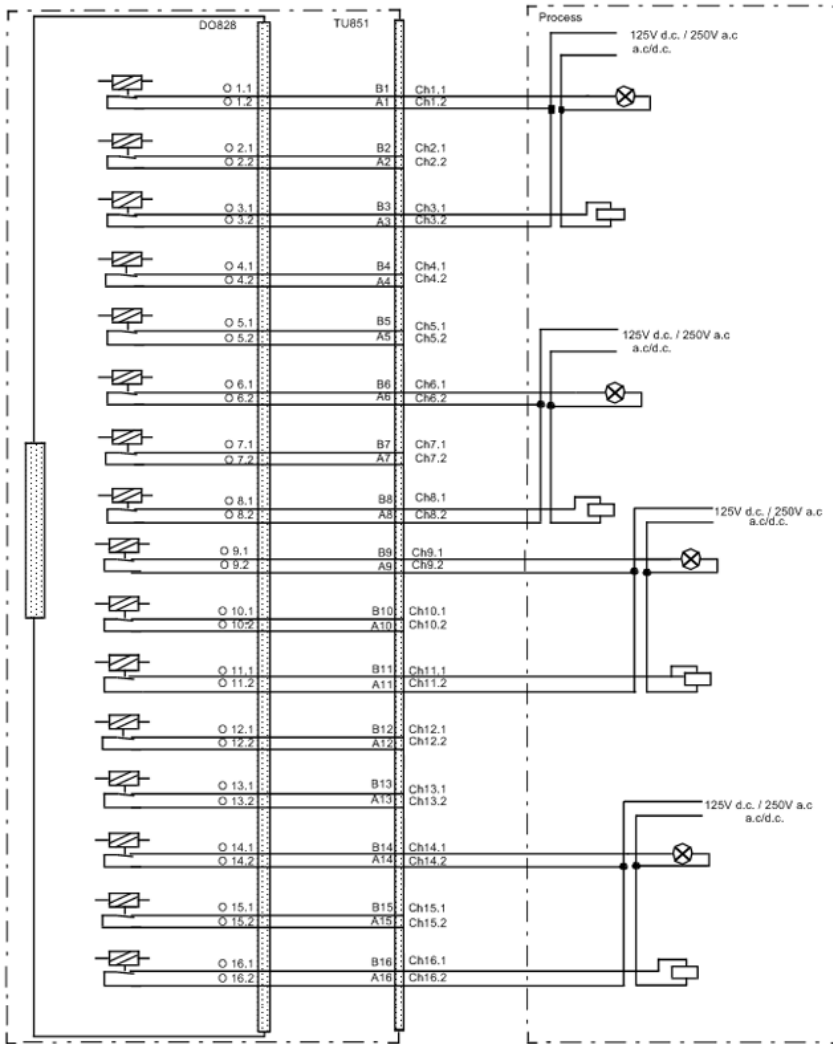 DO828 TU851 Process
125V d.c. / 250V a.c
a.c/d.c.
O 1.1 B1 Ch1.1
O 1.2 A1 Ch1.2
O 2.1 B2 Ch2.1
O 2.2 A2 Ch2.2
O 3.1 B3 Ch3.1
O 3.2 A3 Ch3.2
O 4.1 B4 Ch4.1
O 4.2 A4 Ch4.2
O 5.1 B5 Ch5.1
O 5.2 A5 Ch5.2
125V d.c. / 250V a.c
a.c/d.c.
O 6.1 B6 Ch6.1
O 6.2 A6 Ch6.2
O 7.1 B7 Ch7.1
O 7.2 A7 Ch7.2
O 8.1 B8 Ch8.1
O 8.2 A8 Ch8.2
125V d.c. / 250V a.c
a.c/d.c.
O 9.1 B9 Ch9.1
O 9.2 A9 Ch9.2
O 10.1 B10 Ch10.1
O 10.2 A10 Ch10.2
O 11.1 B11 Ch11.1
O 11.2 A11 Ch11.2
O 12.1 B12 Ch12.1
O 12.2 A12 Ch12.2
O 13.1 B13 Ch13.1
O 13.2 A13 Ch13.2
125V d.c. / 250V a.c
a.c/d.c.
O 14.1 B14 Ch14.1
O 14.2 A14 Ch14.2
O 15.1 B15 Ch15.1
O 15.2 A15 Ch15.2
O 16.1 B16 Ch16.1
O 16.2 A16 Ch16.2